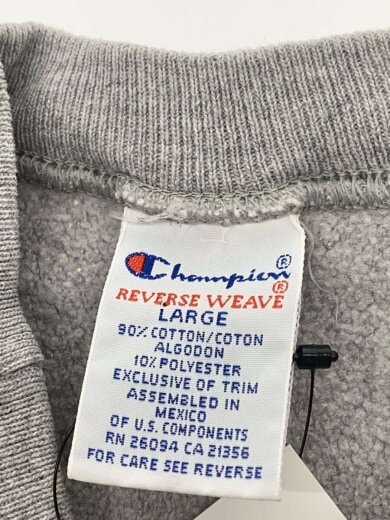 Champion®
REVERSE WEAVE®
LARGE
90% COTTON/COTON
ALGODON
10% POLYESTER
EXCLUSIVE OF TRIM
ASSEMBLED IN
MEXICO
OF U.S. COMPONENTS
RN 26094 CA 21356
FOR CARE SEE REVERSE